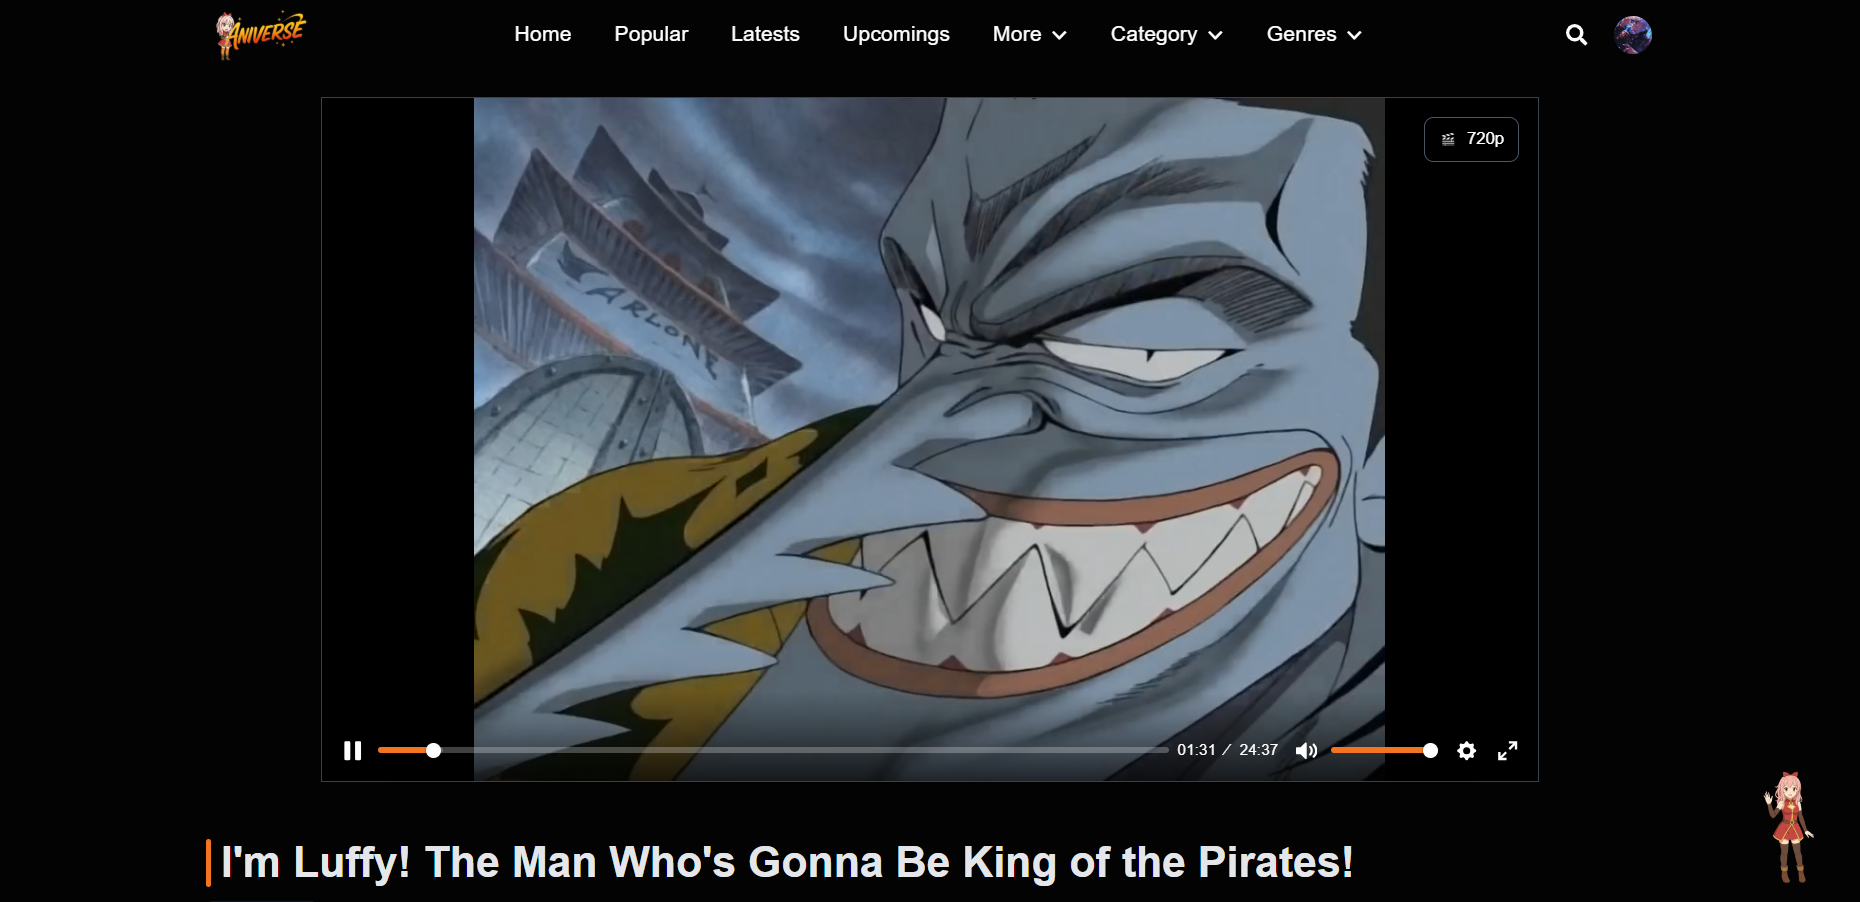 ANIVERSE
Home
Popular
Latests
Upcomings
More
Category
Genres
720p
ARLONE
01:31 / 24:37
I'm Luffy! The Man Who's Gonna Be King of the Pirates!